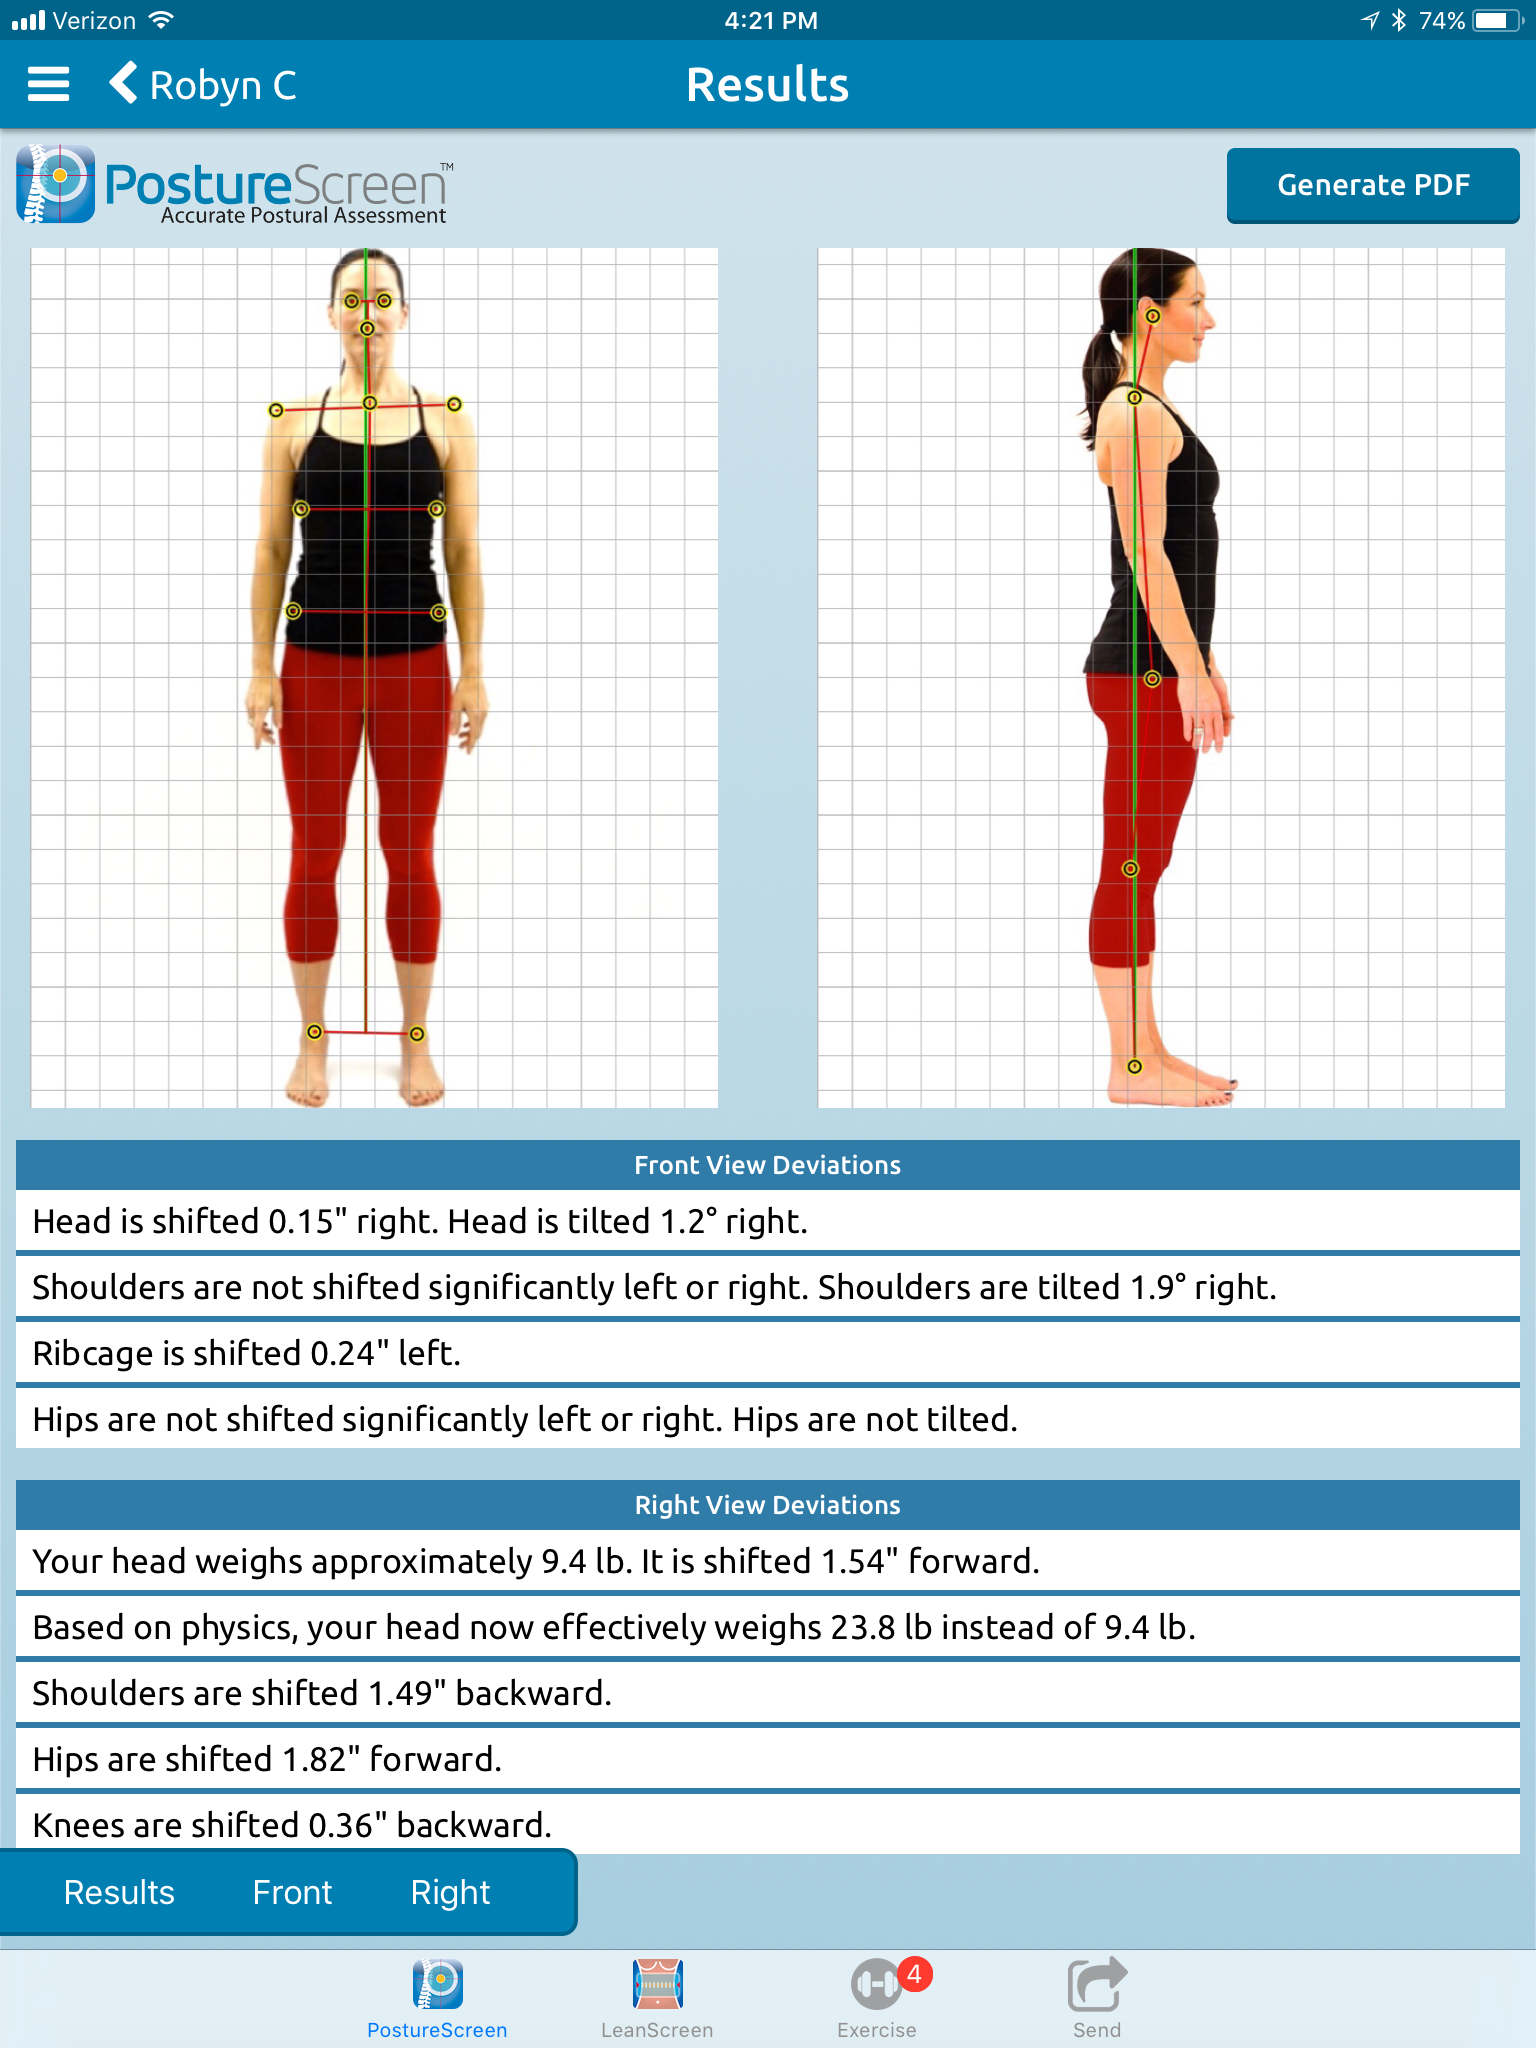 Verizon 4:21 PM 74%
Robyn C Results
PostureScreen™ Generate PDF
Accurate Postural Assessment
Front View Deviations
Head is shifted 0.15" right. Head is tilted 1.2° right.
Shoulders are not shifted significantly left or right. Shoulders are tilted 1.9° right.
Ribcage is shifted 0.24" left.
Hips are not shifted significantly left or right. Hips are not tilted.
Right View Deviations
Your head weighs approximately 9.4 lb. It is shifted 1.54" forward.
Based on physics, your head now effectively weighs 23.8 lb instead of 9.4 lb.
Shoulders are shifted 1.49" backward.
Hips are shifted 1.82" forward.
Knees are shifted 0.36" backward.
Results Front Right
4
PostureScreen LeanScreen Exercise Send